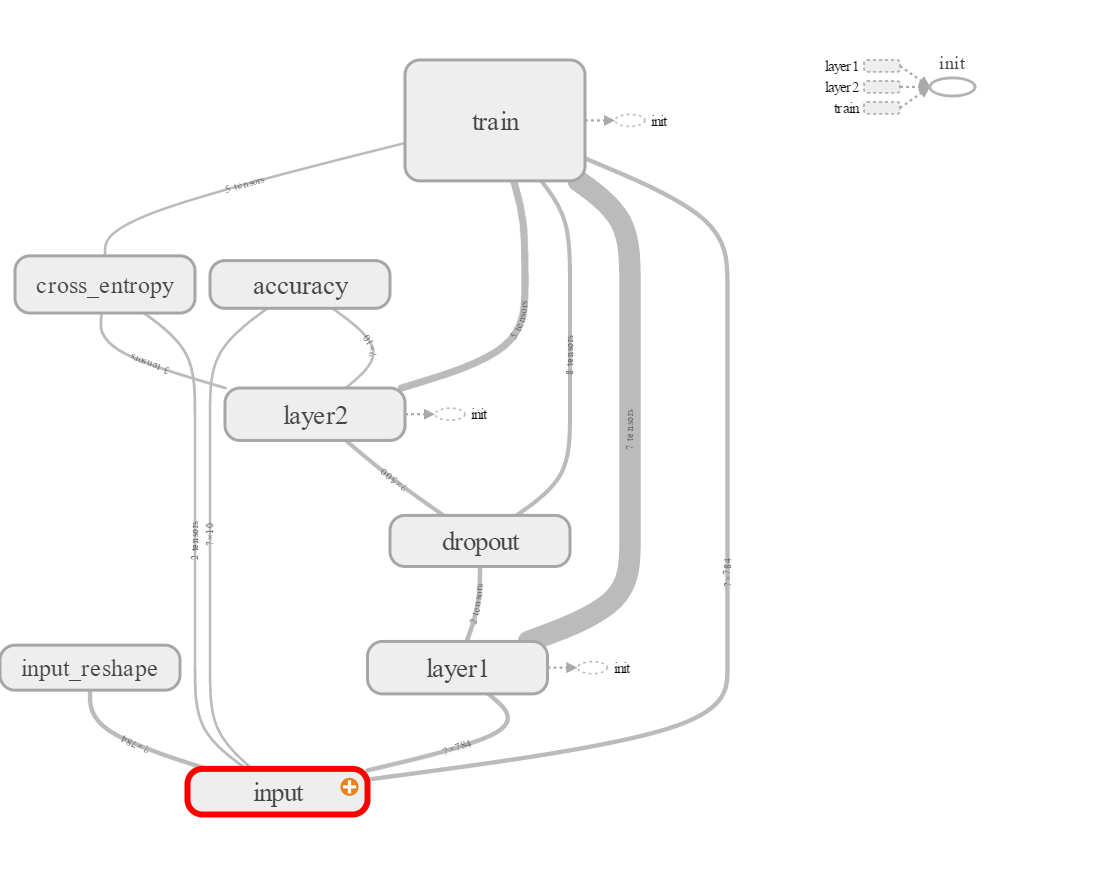 init
layer1
layer2
train
train
init
5 tensors
cross_entropy
accuracy
3 tensors
?×10
5 tensors
8 tensors
7 tensors
layer2
init
?×500
2 tensors
?×10
dropout
?×784
2 tensors
input_reshape
layer1
init
?×784
?×784
input